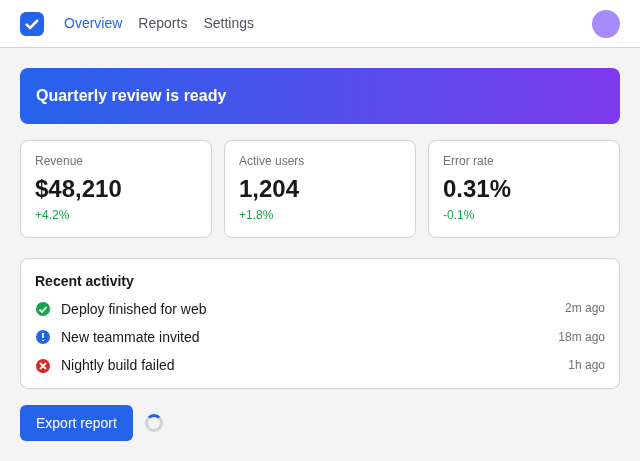 Overview Reports Settings
Quarterly review is ready
Revenue Active users Error rate
$48,210 1,204 0.31%
+4.2% +1.8% -0.1%
Recent activity
Deploy finished for web 2m ago
New teammate invited 18m ago
Nightly build failed 1h ago
Export report